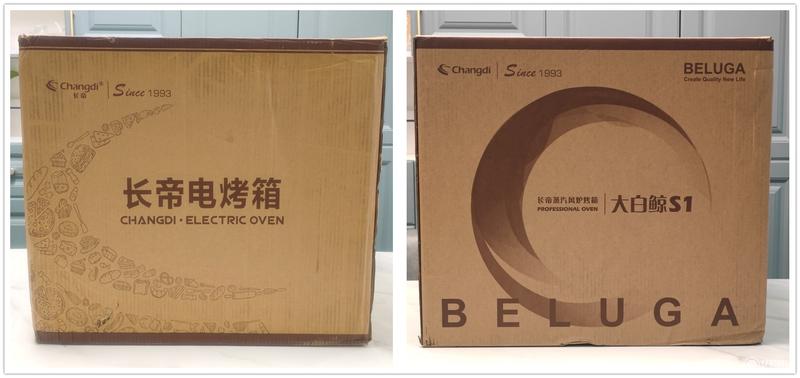 Changdi®
长帝
Since 1993
长帝电烤箱
CHANGDI·ELECTRIC OVEN
Changdi
Since 1993
BELUGA
Create Quality New Life
长帝蒸汽风炉烤箱
PROFESSIONAL OVEN
大白鲸S1
BELUGA